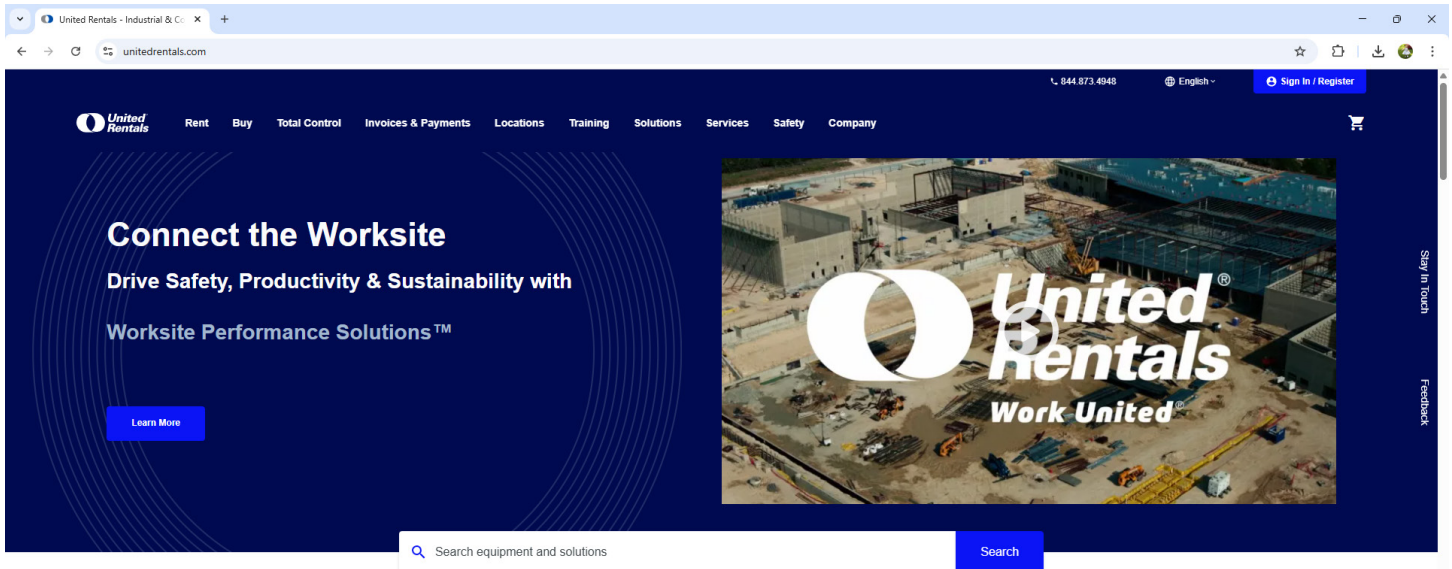 United Rentals - Industrial & Co
unitedrentals.com
844.873.4948 English Sign In / Register
United Rentals
Rent Buy Total Control Invoices & Payments Locations Training Solutions Services Safety Company
Connect the Worksite
Drive Safety, Productivity & Sustainability with
Worksite Performance Solutions™
Learn More
United®
Rentals
Work United®
Stay In Touch
Feedback
Search equipment and solutions Search